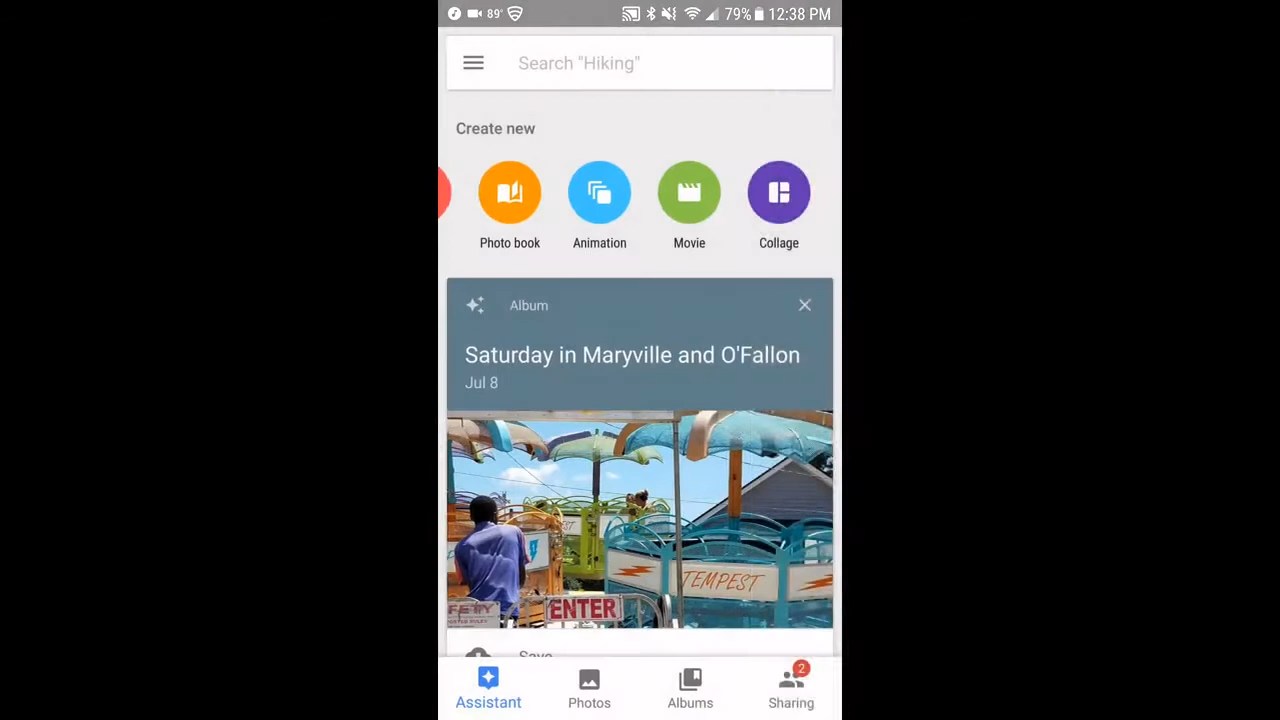 89° 79% 12:38 PM
Search "Hiking"
Create new
Photo book Animation Movie Collage
Album
Saturday in Maryville and O'Fallon
Jul 8
TEMPEST
ENTER
Save
2
Assistant Photos Albums Sharing